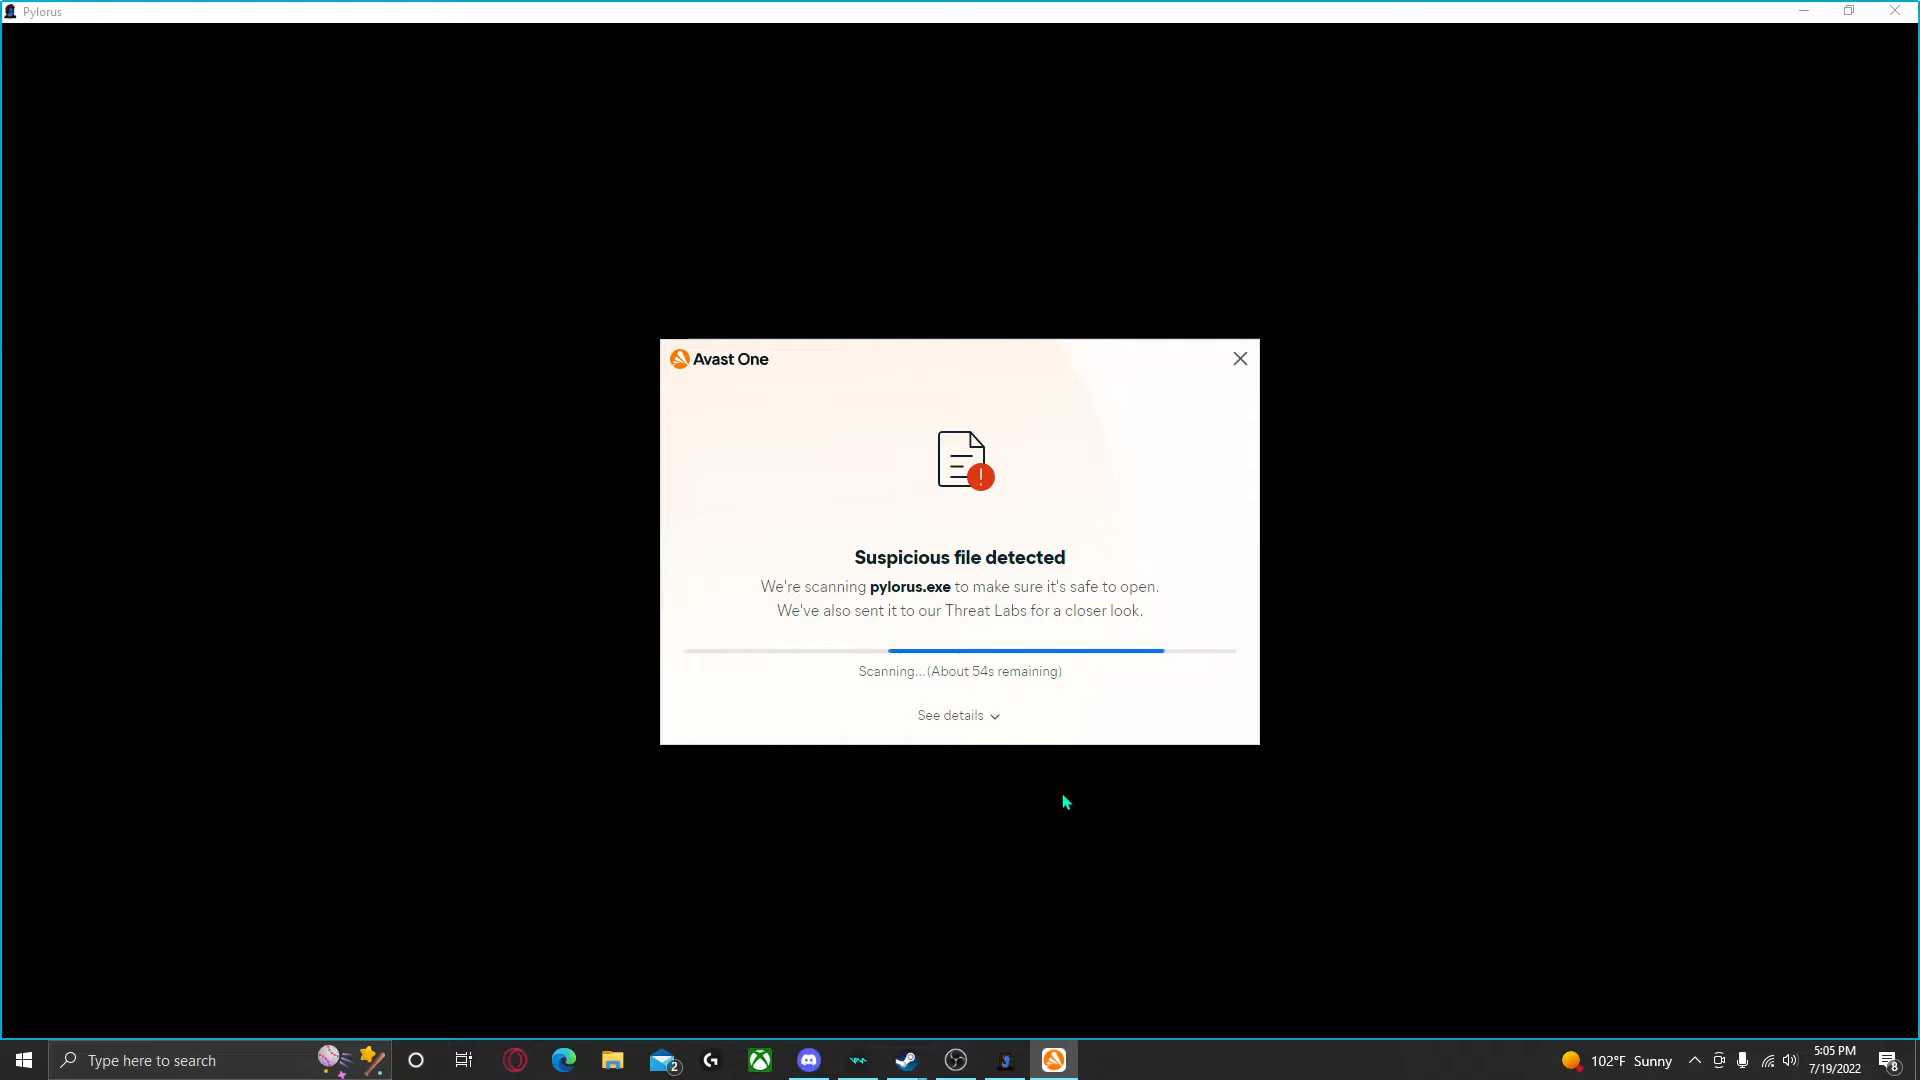 Pylorus
Avast One
Suspicious file detected
We're scanning pylorus.exe to make sure it's safe to open.
We've also sent it to our Threat Labs for a closer look.
Scanning...(About 54s remaining)
See details
Type here to search
2
102°F Sunny
5:05 PM
7/19/2022
8